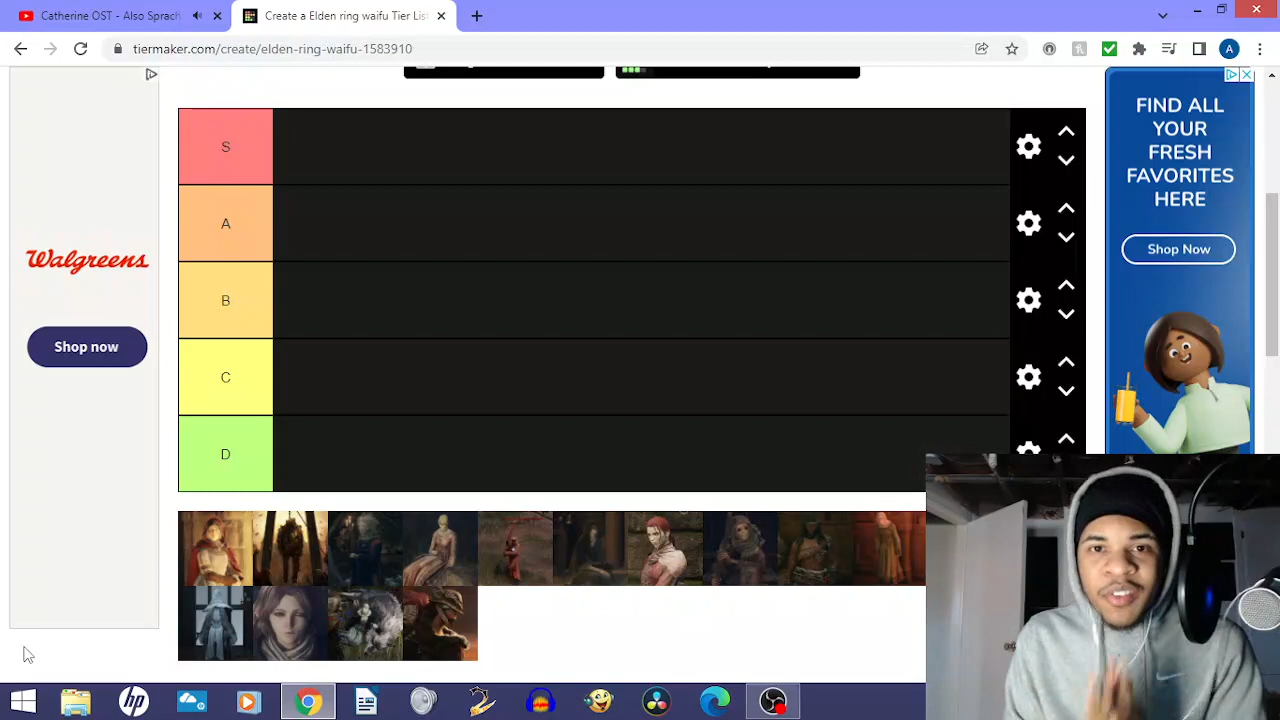 Catherine OST - Also Sprach
Elden ring waifu Tier List
tiermaker.com/create/elden-ring-waifu-1583910
A
S
A
B
C
D
Walgreens
Shop now
FIND ALL
YOUR
FRESH
FAVORITES
HERE
Shop Now